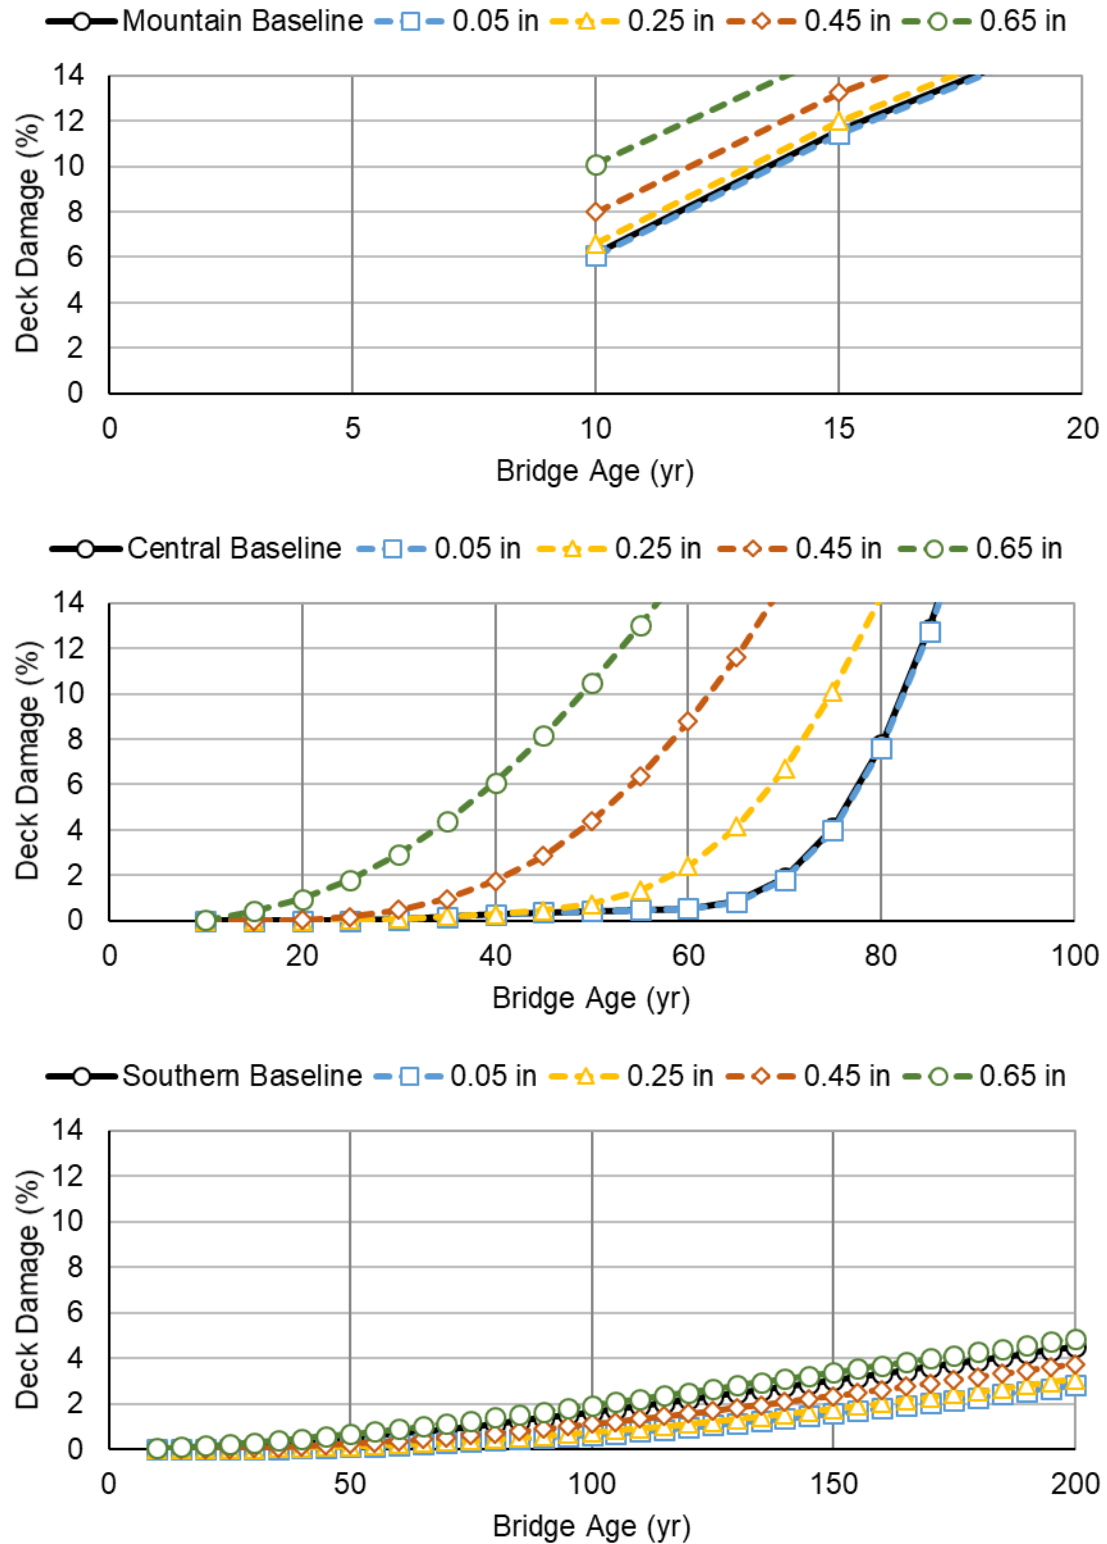 Mountain Baseline 0.05 in 0.25 in 0.45 in 0.65 in
14
12
10
8
6
4
2
0
Deck Damage (%)
0 5 10 15 20
Bridge Age (yr)
Central Baseline 0.05 in 0.25 in 0.45 in 0.65 in
14
12
10
8
6
4
2
0
Deck Damage (%)
0 20 40 60 80 100
Bridge Age (yr)
Southern Baseline 0.05 in 0.25 in 0.45 in 0.65 in
14
12
10
8
6
4
2
0
Deck Damage (%)
0 50 100 150 200
Bridge Age (yr)